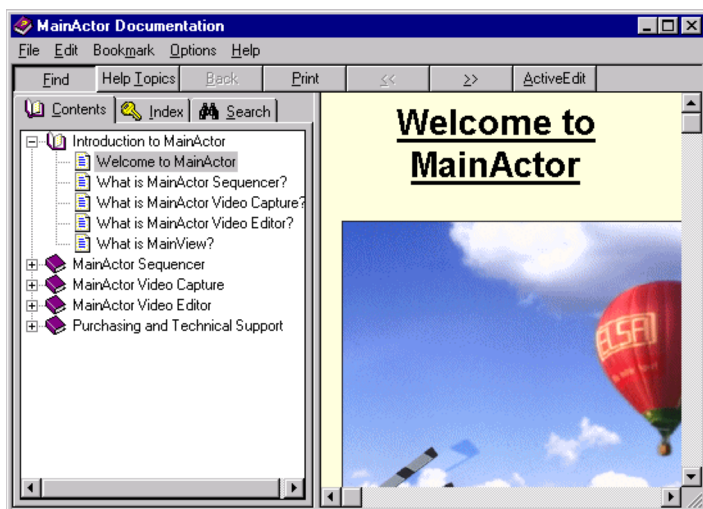 MainActor Documentation
File Edit Bookmark Options Help
Find Help Topics Back Print << >> ActiveEdit
Contents Index Search
Introduction to MainActor
Welcome to MainActor
What is MainActor Sequencer?
What is MainActor Video Capture?
What is MainActor Video Editor?
What is MainView?
MainActor Sequencer
MainActor Video Capture
MainActor Video Editor
Purchasing and Technical Support
Welcome to
MainActor
ELSA